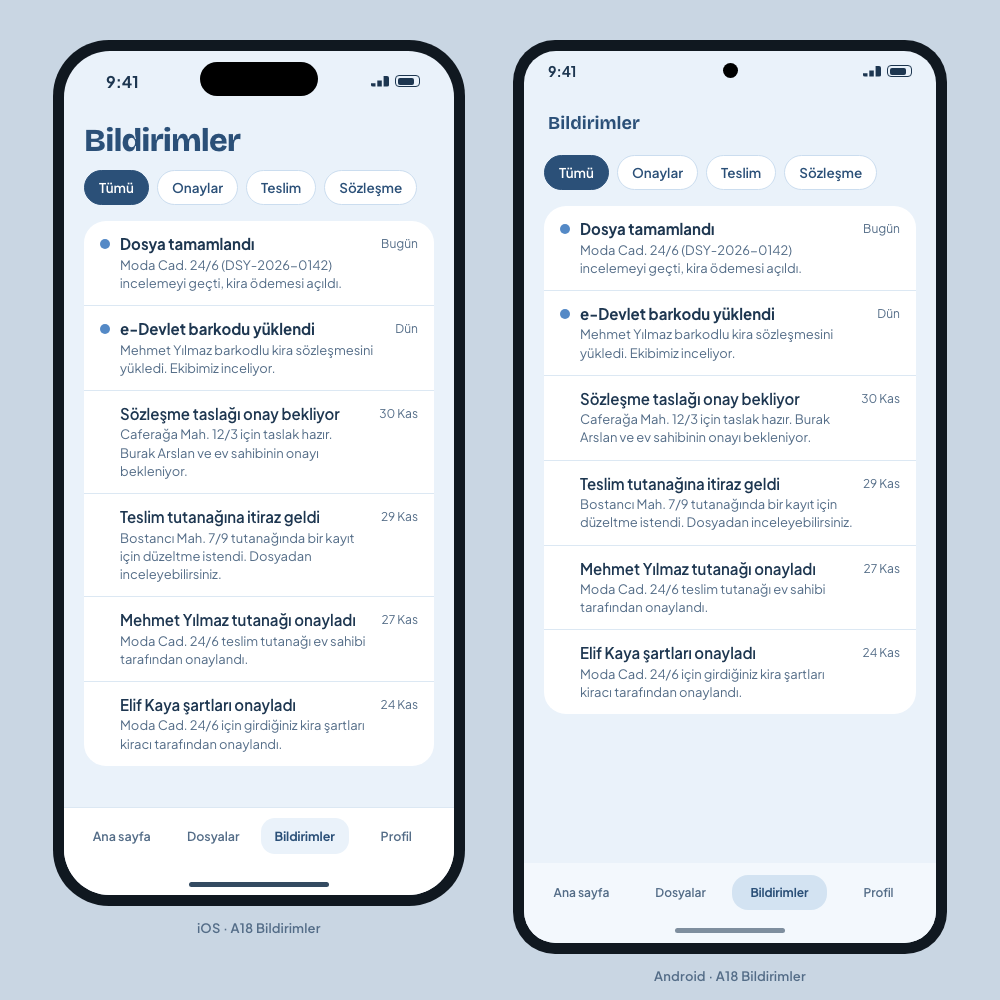 9:41
Bildirimler
Tümü Onaylar Teslim Sözleşme
Dosya tamamlandı Bugün
Moda Cad. 24/6 (DSY-2026-0142)
incelemeyi geçti, kira ödemesi açıldı.
e-Devlet barkodu yüklendi Dün
Mehmet Yılmaz barkodlu kira sözleşmesini
yükledi. Ekibimiz inceliyor.
Sözleşme taslağı onay bekliyor 30 Kas
Caferağa Mah. 12/3 için taslak hazır.
Burak Arslan ve ev sahibinin onayı
bekleniyor.
Teslim tutanağına itiraz geldi 29 Kas
Bostancı Mah. 7/9 tutanağında bir kayıt
için düzeltme istendi. Dosyadan
inceleyebilirsiniz.
Mehmet Yılmaz tutanağı onayladı 27 Kas
Moda Cad. 24/6 teslim tutanağı ev sahibi
tarafından onaylandı.
Elif Kaya şartları onayladı 24 Kas
Moda Cad. 24/6 için girdiğiniz kira şartları
kiracı tarafından onaylandı.
Ana sayfa Dosyalar Bildirimler Profil
iOS · A18 Bildirimler
9:41
Bildirimler
Tümü Onaylar Teslim Sözleşme
Dosya tamamlandı Bugün
Moda Cad. 24/6 (DSY-2026-0142)
incelemeyi geçti, kira ödemesi açıldı.
e-Devlet barkodu yüklendi Dün
Mehmet Yılmaz barkodlu kira sözleşmesini
yükledi. Ekibimiz inceliyor.
Sözleşme taslağı onay bekliyor 30 Kas
Caferağa Mah. 12/3 için taslak hazır. Burak
Arslan ve ev sahibinin onayı bekleniyor.
Teslim tutanağına itiraz geldi 29 Kas
Bostancı Mah. 7/9 tutanağında bir kayıt için
düzeltme istendi. Dosyadan inceleyebilirsiniz.
Mehmet Yılmaz tutanağı onayladı 27 Kas
Moda Cad. 24/6 teslim tutanağı ev sahibi
tarafından onaylandı.
Elif Kaya şartları onayladı 24 Kas
Moda Cad. 24/6 için girdiğiniz kira şartları
kiracı tarafından onaylandı.
Ana sayfa Dosyalar Bildirimler Profil
Android · A18 Bildirimler